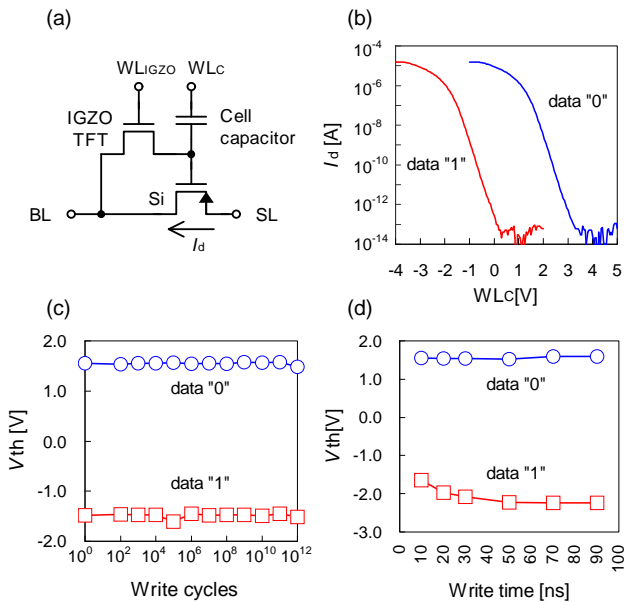 (a)
WLIGZO WLC
IGZO
TFT
Cell
capacitor
Si
BL
SL
Id
(b)
10-4
10-6
10-8
10-10
10-12
10-14
Id [A]
data "0"
data "1"
-4 -3 -2 -1 0 1 2 3 4 5
WLC[V]
(c)
2.0
1.0
0.0
-1.0
-2.0
Vth [V]
data "0"
data "1"
100 102 104 106 108 1010 1012
Write cycles
(d)
2.0
1.0
0.0
-1.0
-2.0
-3.0
Vth[V]
data "0"
data "1"
0 10 20 30 40 50 60 70 80 90 100
Write time [ns]